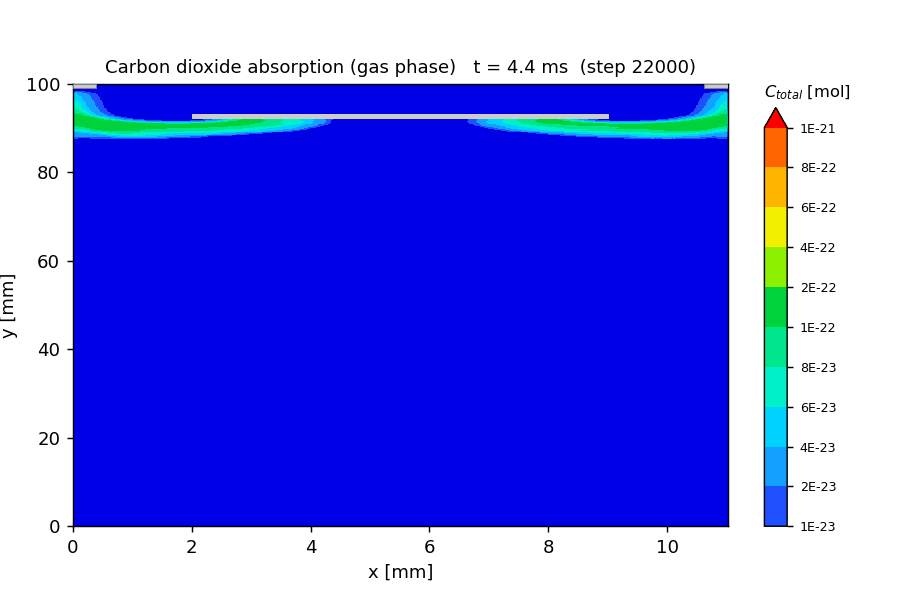 Carbon dioxide absorption (gas phase)   t = 4.4 ms  (step 22000)
C_total [mol]
100
80
60
40
20
0
y [mm]
0 2 4 6 8 10
x [mm]
1E-21
8E-22
6E-22
4E-22
2E-22
1E-22
8E-23
6E-23
4E-23
2E-23
1E-23